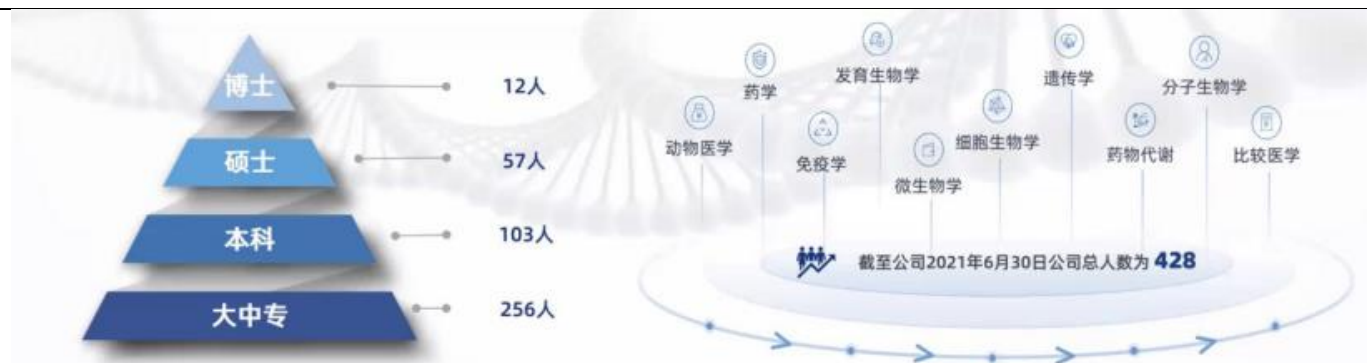 博士
12人
硕士
57人
本科
103人
大中专
256人
动物医学
药学
免疫学
发育生物学
微生物学
细胞生物学
遗传学
药物代谢
分子生物学
比较医学
截至公司2021年6月30日公司总人数为 428